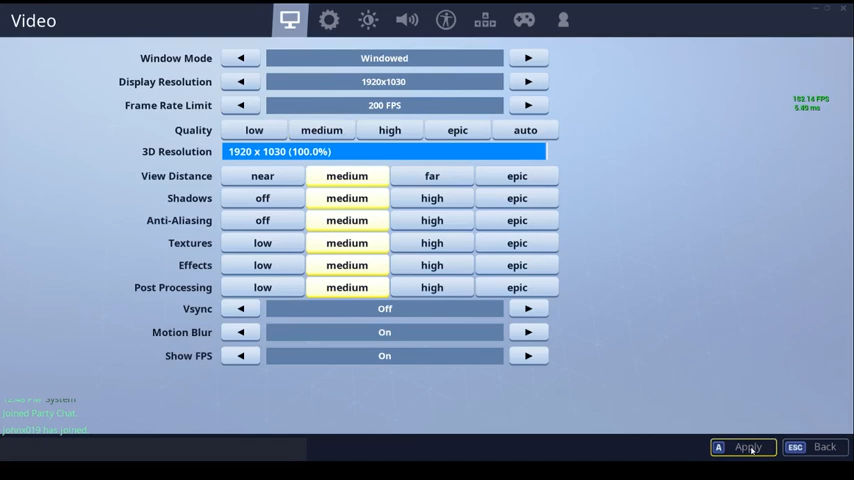 Video
Window Mode Windowed
Display Resolution 1920x1030
Frame Rate Limit 200 FPS
Quality low medium high epic auto
3D Resolution 1920 x 1030 (100.0%)
View Distance near medium far epic
Shadows off medium high epic
Anti-Aliasing off medium high epic
Textures low medium high epic
Effects low medium high epic
Post Processing low medium high epic
Vsync Off
Motion Blur On
Show FPS On
182.14 FPS
5.49 ms
System
Joined Party Chat.
has joined.
A Apply ESC Back